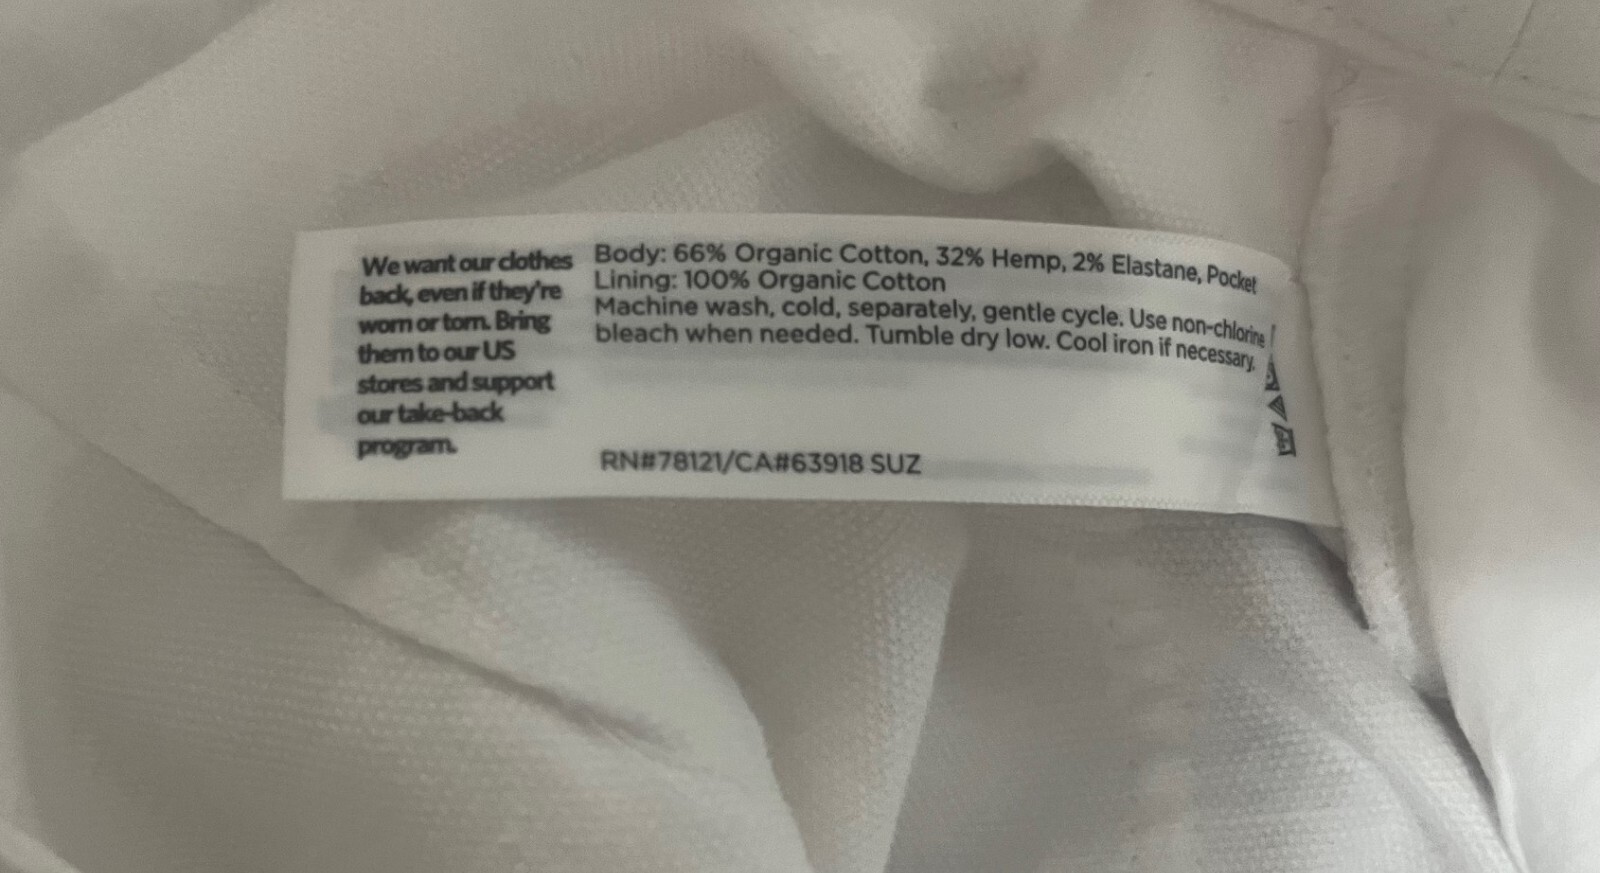 We want our clothes
back, even if they're
worn or torn. Bring
them to our US
stores and support
our take-back
program.
Body: 66% Organic Cotton, 32% Hemp, 2% Elastane, Pocket
Lining: 100% Organic Cotton
Machine wash, cold, separately, gentle cycle. Use non-chlorine
bleach when needed. Tumble dry low. Cool iron if necessary.
RN#78121/CA#63918 SUZ